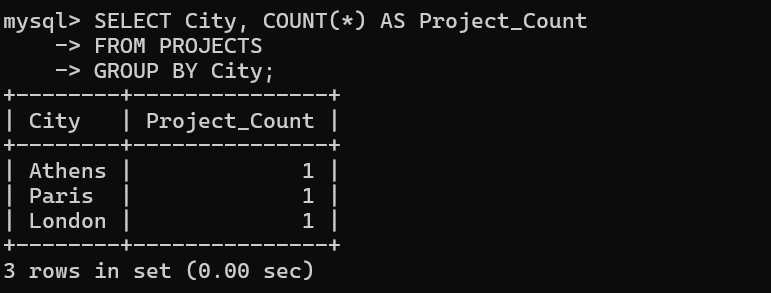 mysql> SELECT City, COUNT(*) AS Project_Count
    -> FROM PROJECTS
    -> GROUP BY City;
+--------+---------------+
| City   | Project_Count |
+--------+---------------+
| Athens |             1 |
| Paris  |             1 |
| London |             1 |
+--------+---------------+
3 rows in set (0.00 sec)